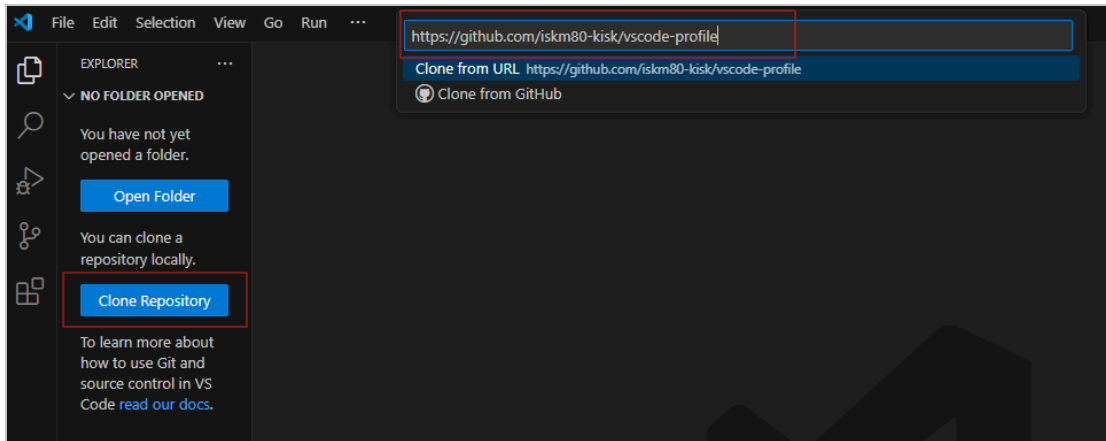 File Edit Selection View Go Run ···
https://github.com/iskm80-kisk/vscode-profile
Clone from URL https://github.com/iskm80-kisk/vscode-profile
Clone from GitHub
EXPLORER ···
NO FOLDER OPENED
You have not yet
opened a folder.
Open Folder
You can clone a
repository locally.
Clone Repository
To learn more about
how to use Git and
source control in VS
Code read our docs.